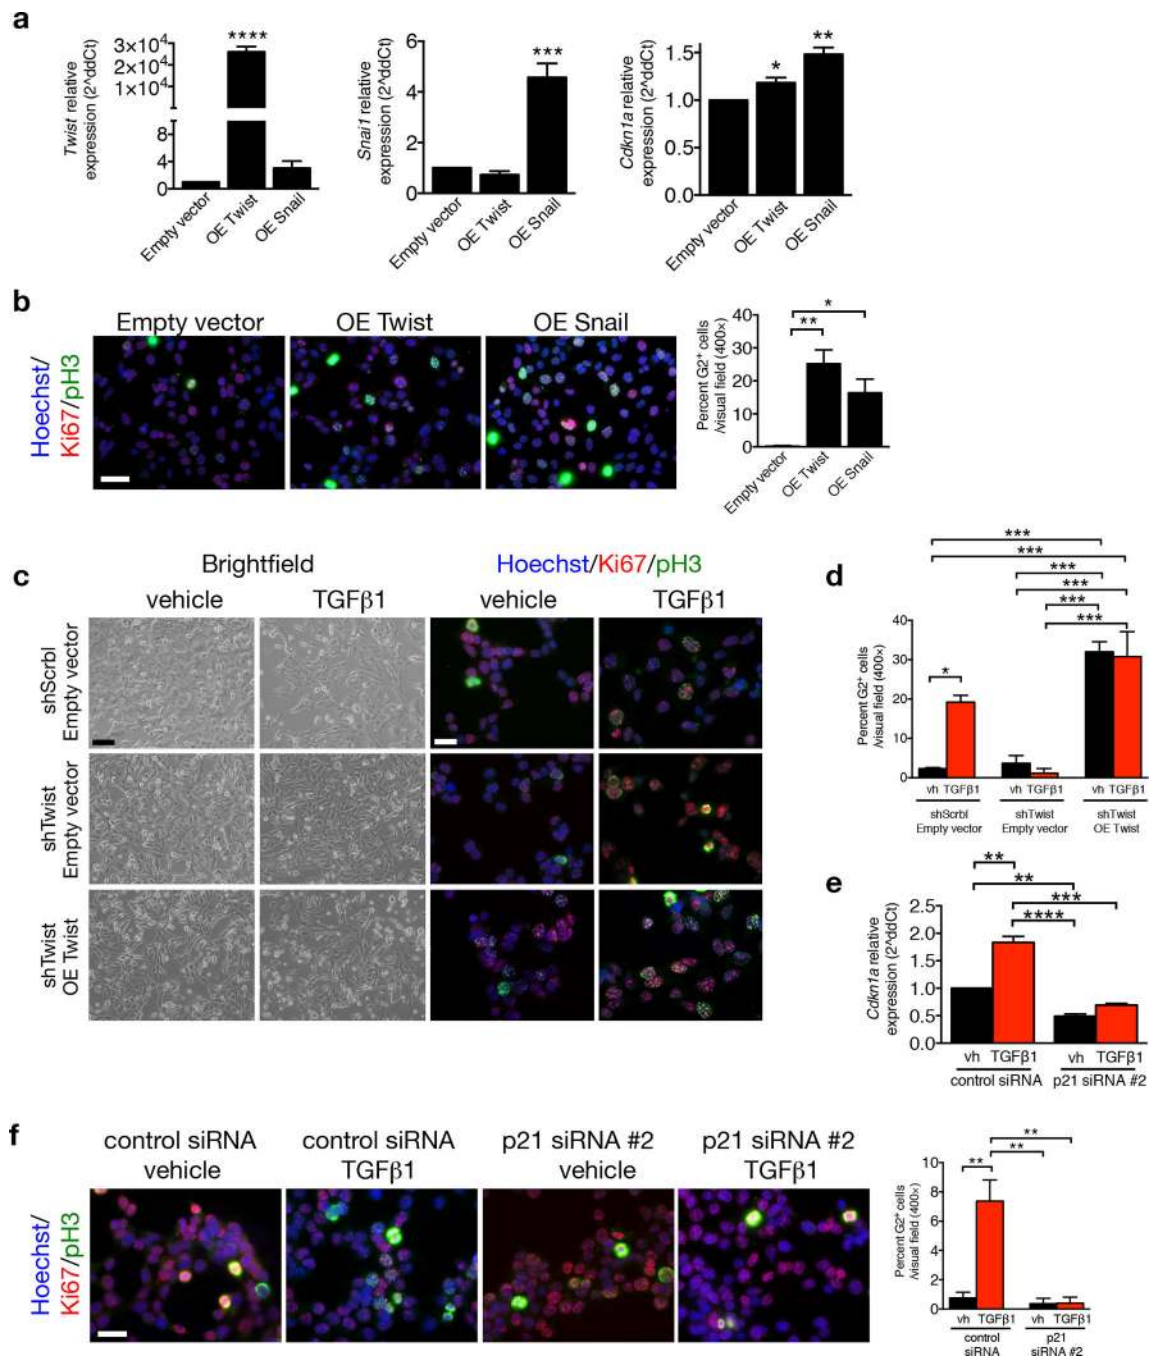 a
Twist relative
expression (2^ddCt)
3×10⁴
2×10⁴
1×10⁴
8
4
0
****
Empty vector
OE Twist
OE Snail
Snai1 relative
expression (2^ddCt)
6
4
2
0
***
Empty vector
OE Twist
OE Snail
Cdkn1a relative
expression (2^ddCt)
1.5
1.0
0.5
0.0
*
**
Empty vector
OE Twist
OE Snail
b
Hoechst/
Ki67/pH3
Empty vector
OE Twist
OE Snail
Percent G2⁺ cells
/visual field (400×)
40
30
20
10
0
*
**
Empty vector
OE Twist
OE Snail
c
Brightfield
Hoechst/Ki67/pH3
vehicle
TGFβ1
vehicle
TGFβ1
shScrbl
Empty vector
shTwist
Empty vector
shTwist
OE Twist
d
***
***
***
***
***
***
*
Percent G2⁺ cells
/visual field (400×)
40
30
20
10
0
vh TGFβ1
vh TGFβ1
vh TGFβ1
shScrbl
Empty vector
shTwist
Empty vector
shTwist
OE Twist
e
**
**
***
****
Cdkn1a relative
expression (2^ddCt)
2.5
2.0
1.5
1.0
0.5
0.0
vh TGFβ1
vh TGFβ1
control siRNA
p21 siRNA #2
f
Hoechst/
Ki67/pH3
control siRNA
vehicle
control siRNA
TGFβ1
p21 siRNA #2
vehicle
p21 siRNA #2
TGFβ1
Percent G2⁺ cells
/visual field (400×)
10
8
6
4
2
0
**
**
**
vh TGFβ1
vh TGFβ1
control
siRNA
p21
siRNA #2